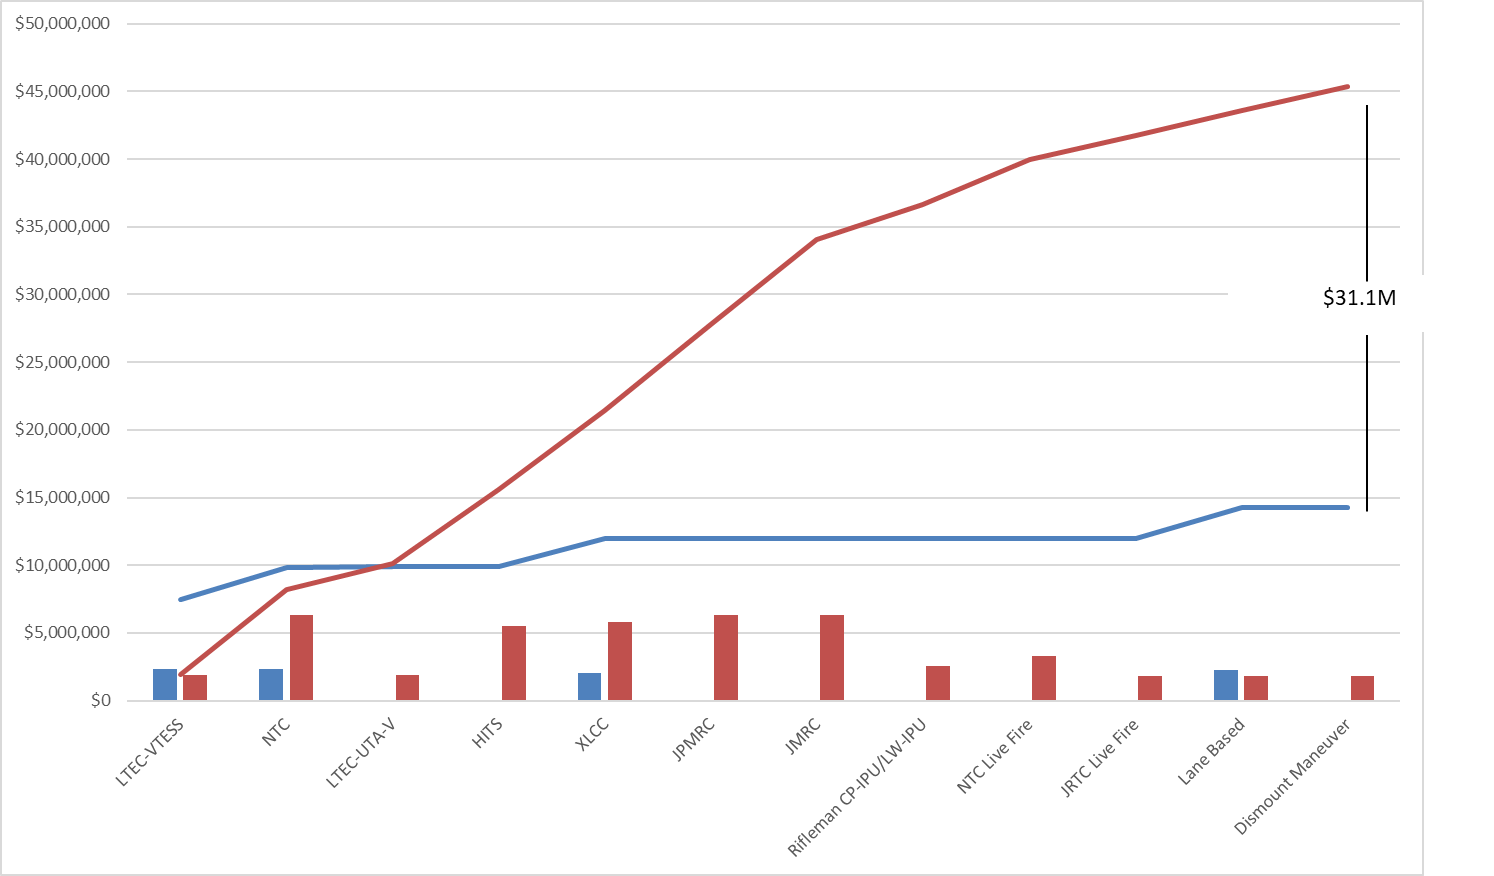 $50,000,000
$45,000,000
$40,000,000
$35,000,000
$30,000,000
$25,000,000
$20,000,000
$15,000,000
$10,000,000
$5,000,000
$0
$31.1M
LTEC-VTESS
NTC
LTEC-UTA-V
HITS
XLCC
JPMRC
JMRC
Rifleman CP-IPU/LW-IPU
NTC Live Fire
JRTC Live Fire
Lane Based
Dismount Maneuver